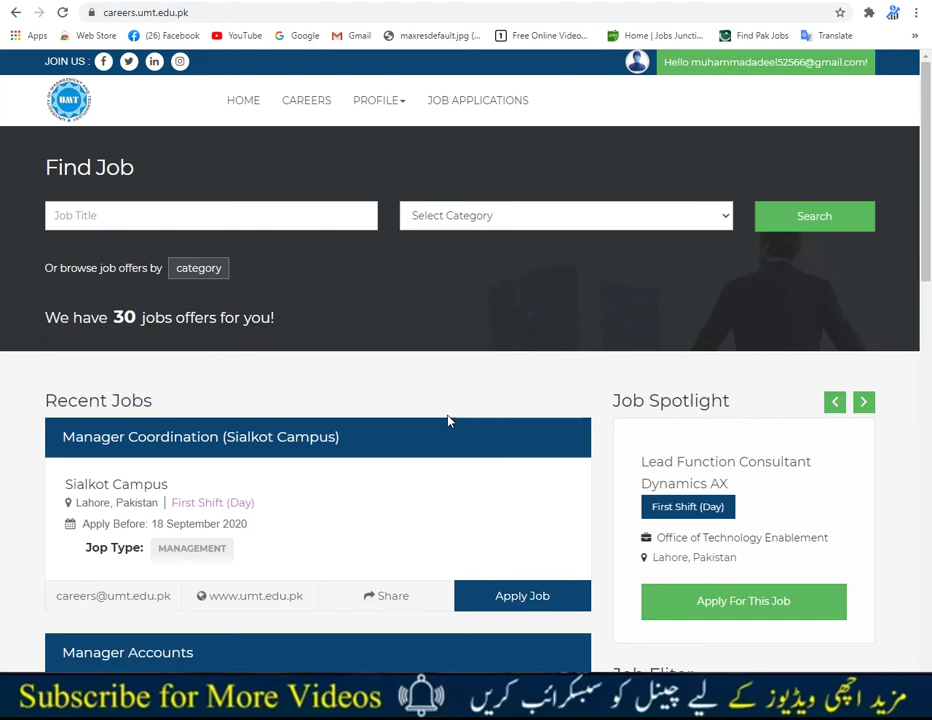 careers.umt.edu.pk
Apps Web Store (26) Facebook YouTube Google Gmail maxresdefault.jpg (... 1 Free Online Video... Home | Jobs Juncti... Find Pak Jobs Translate »
JOIN US : Hello muhammadadeel52566@gmail.com!
UMT HOME CAREERS PROFILE JOB APPLICATIONS
Find Job
Job Title Select Category Search
Or browse job offers by category
We have 30 jobs offers for you!
Recent Jobs Job Spotlight
Manager Coordination (Sialkot Campus)
Lead Function Consultant
Dynamics AX
Sialkot Campus
Lahore, Pakistan | First Shift (Day) First Shift (Day)
Apply Before: 18 September 2020
Office of Technology Enablement
Jop Type: MANAGEMENT
Lahore, Pakistan
careers@umt.edu.pk www.umt.edu.pk Share Apply Job
Apply For This Job
Manager Accounts
Subscribe for More Videos مزید اچھی ویڈیوز کے لیے چینل کو سبسکرائب کریں